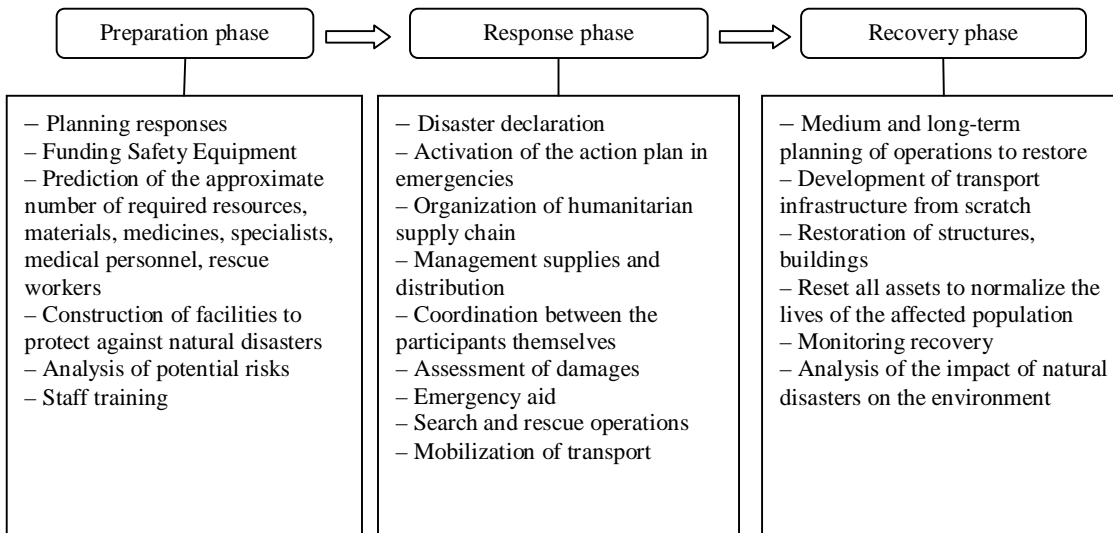 Preparation phase
Response phase
Recovery phase
– Planning responses
– Funding Safety Equipment
– Prediction of the approximate
number of required resources,
materials, medicines, specialists,
medical personnel, rescue
workers
– Construction of facilities to
protect against natural disasters
– Analysis of potential risks
– Staff training
– Disaster declaration
– Activation of the action plan in
emergencies
– Organization of humanitarian
supply chain
– Management supplies and
distribution
– Coordination between the
participants themselves
– Assessment of damages
– Emergency aid
– Search and rescue operations
– Mobilization of transport
– Medium and long-term
planning of operations to restore
– Development of transport
infrastructure from scratch
– Restoration of structures,
buildings
– Reset all assets to normalize the
lives of the affected population
– Monitoring recovery
– Analysis of the impact of natural
disasters on the environment